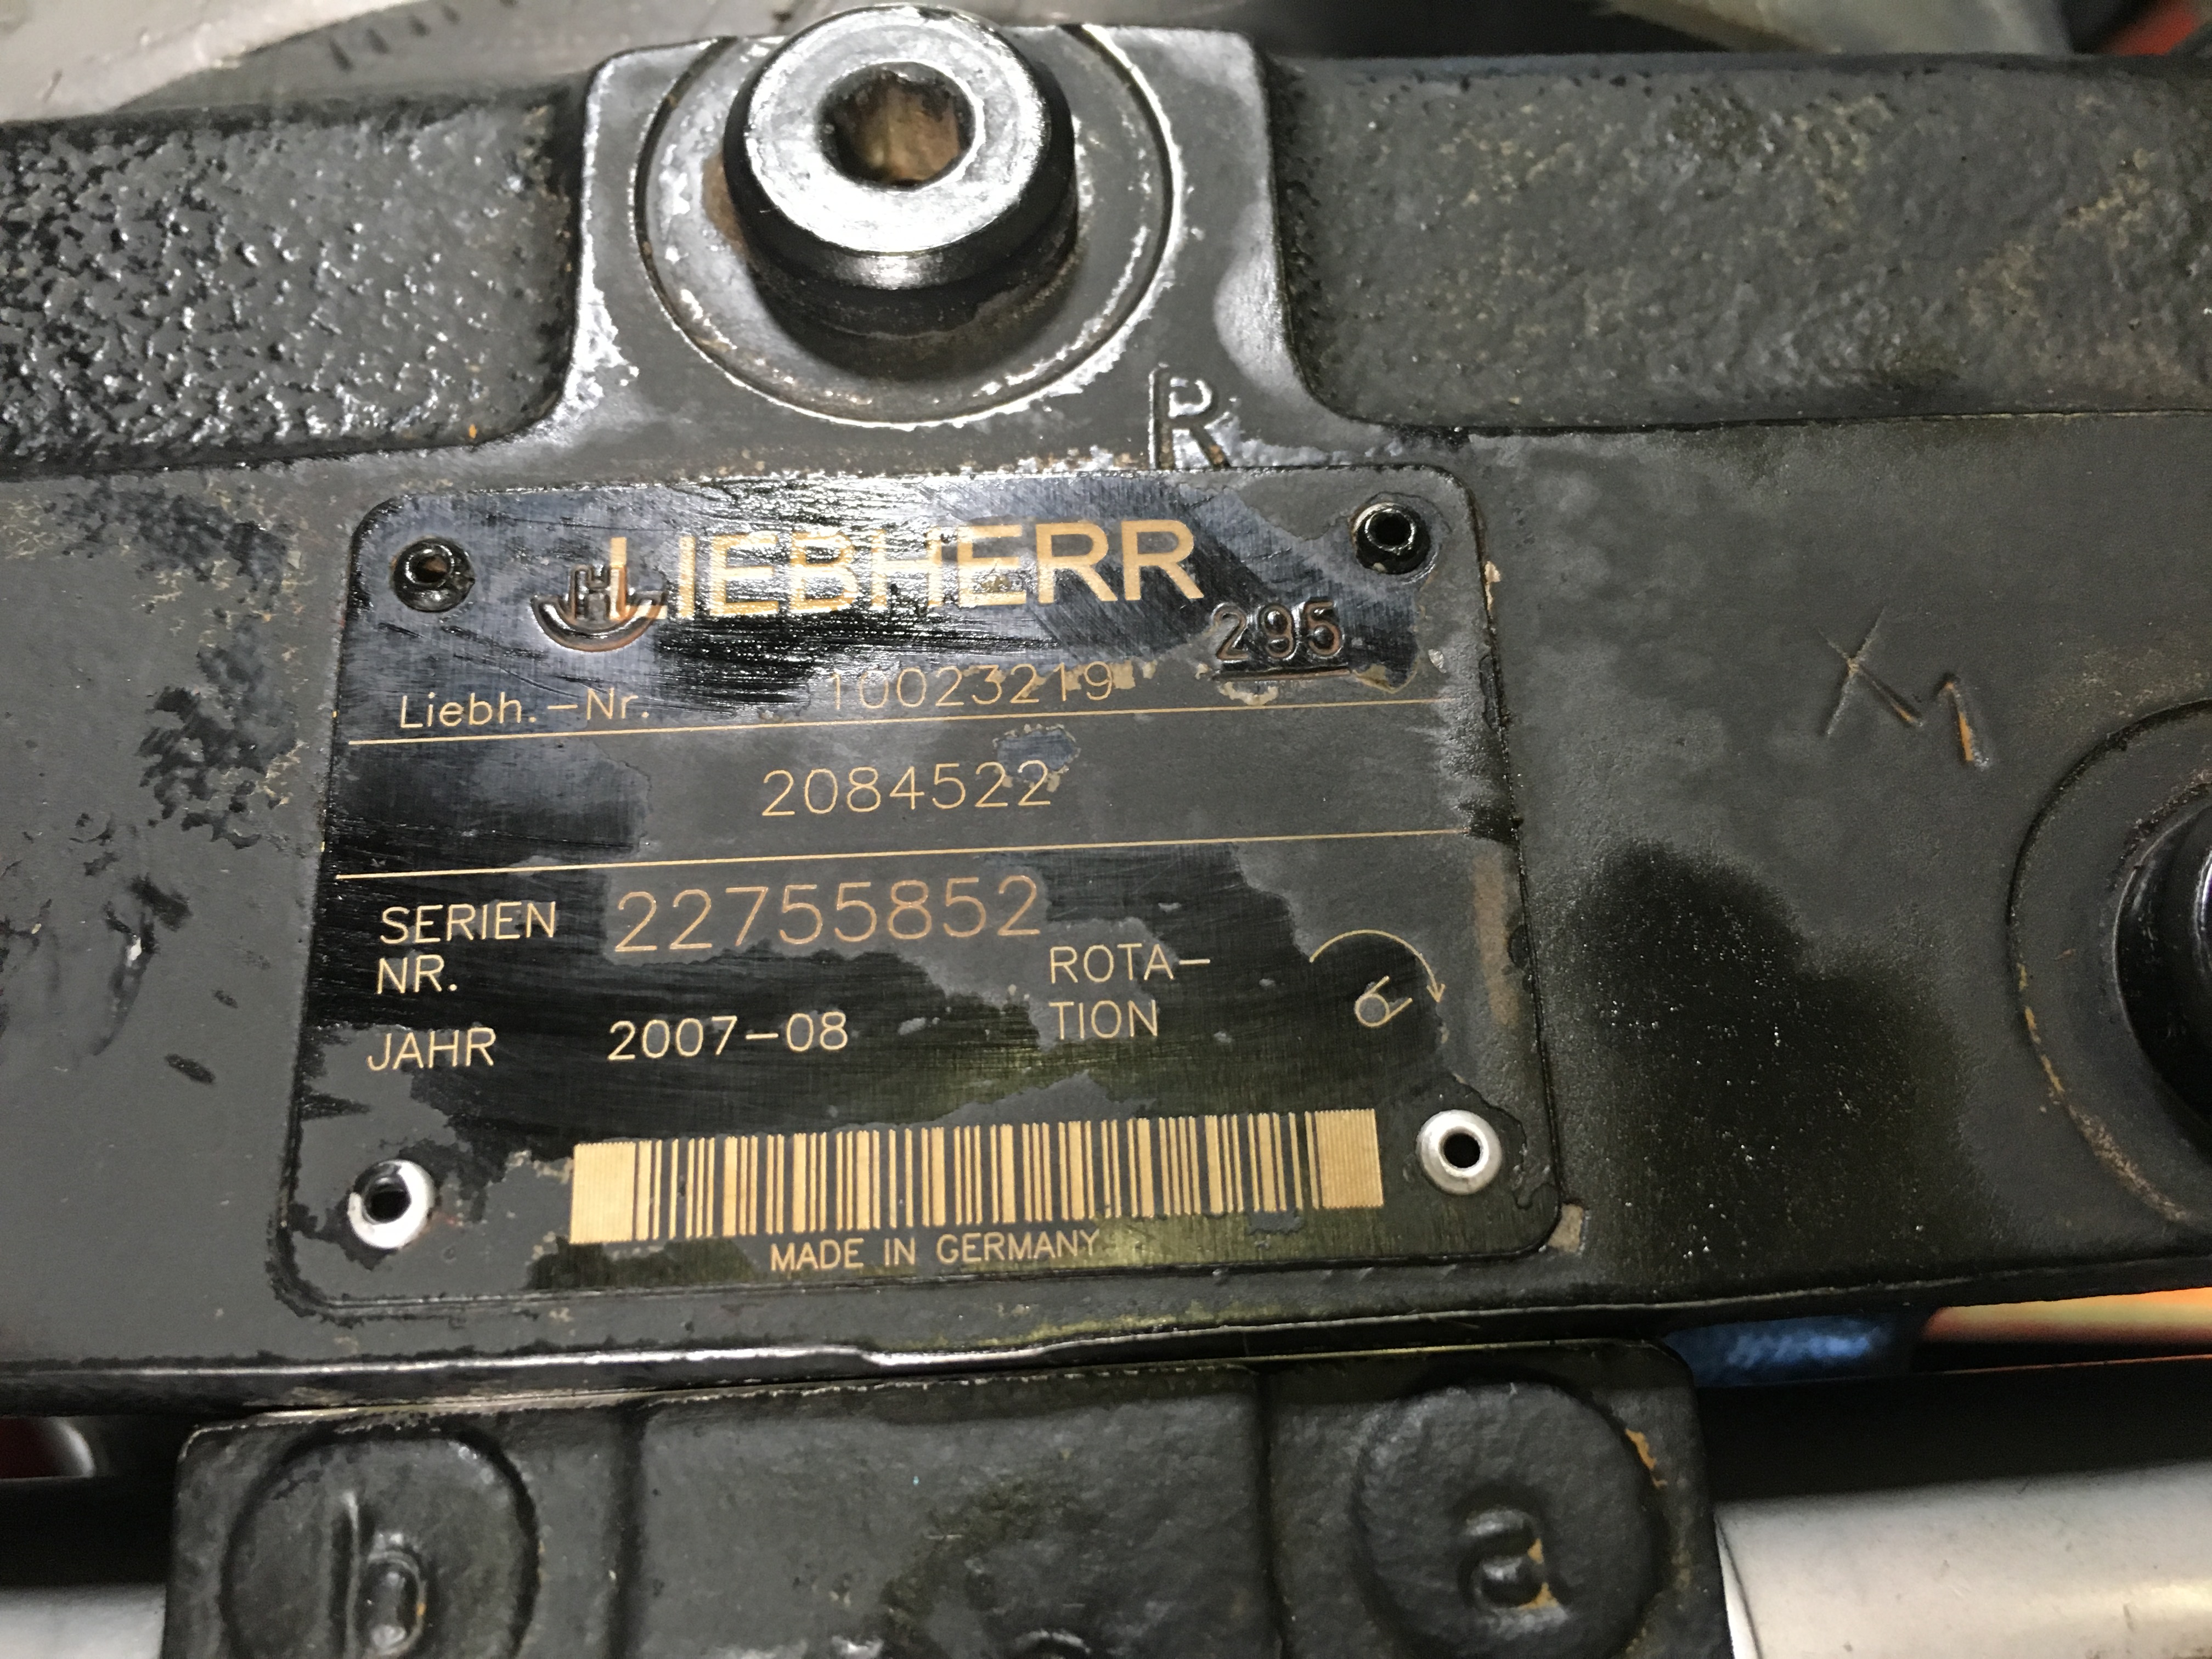 R
LIEBHERR
295
Liebh.-Nr. 10023219
2084522
SERIEN NR. 22755852
JAHR 2007-08
ROTA-
TION
MADE IN GERMANY
b
a